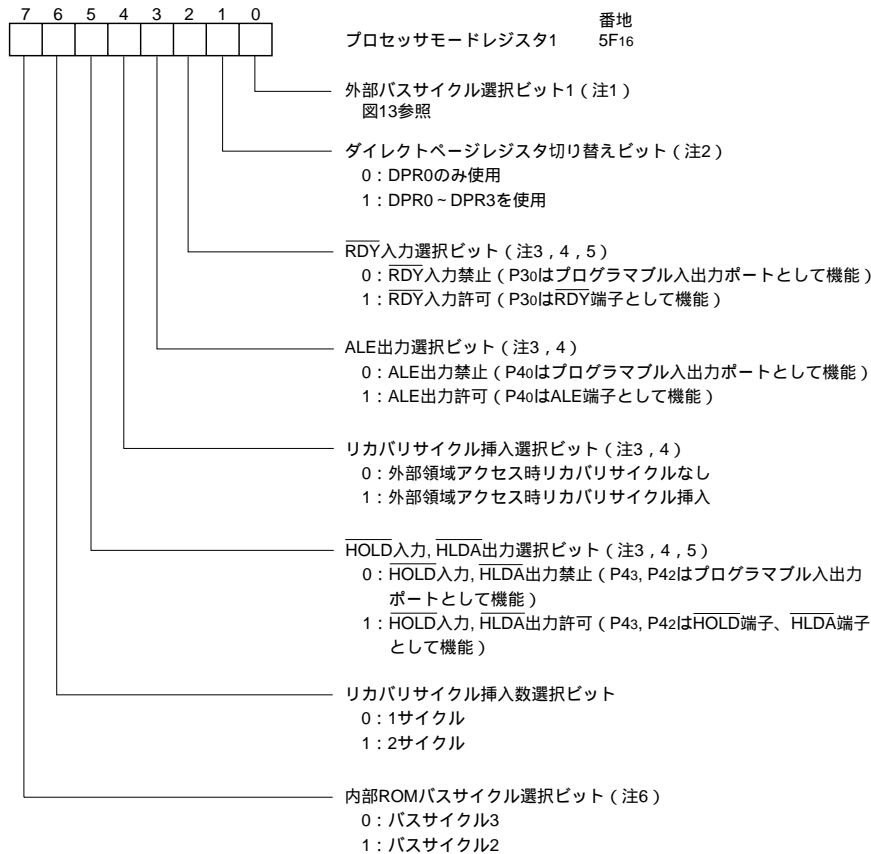 7 6 5 4 3 2 1 0
番地
プロセッサモードレジスタ1 5F16
外部バスサイクル選択ビット1（注1）
図13参照
ダイレクトページレジスタ切り替えビット（注2）
0：DPR0のみ使用
1：DPR0～DPR3を使用
RDY入力選択ビット（注3，4，5）
0：RDY入力禁止（P30はプログラマブル入出力ポートとして機能）
1：RDY入力許可（P30はRDY端子として機能）
ALE出力選択ビット（注3，4）
0：ALE出力禁止（P40はプログラマブル入出力ポートとして機能）
1：ALE出力許可（P40はALE端子として機能）
リカバリサイクル挿入選択ビット（注3，4）
0：外部領域アクセス時リカバリサイクルなし
1：外部領域アクセス時リカバリサイクル挿入
HOLD入力, HLDA出力選択ビット（注3，4，5）
0：HOLD入力, HLDA出力禁止（P43, P42はプログラマブル入出力
ポートとして機能）
1：HOLD入力, HLDA出力許可（P43, P42はHOLD端子、HLDA端子
として機能）
リカバリサイクル挿入数選択ビット
0：1サイクル
1：2サイクル
内部ROMバスサイクル選択ビット（注6）
0：バスサイクル3
1：バスサイクル2